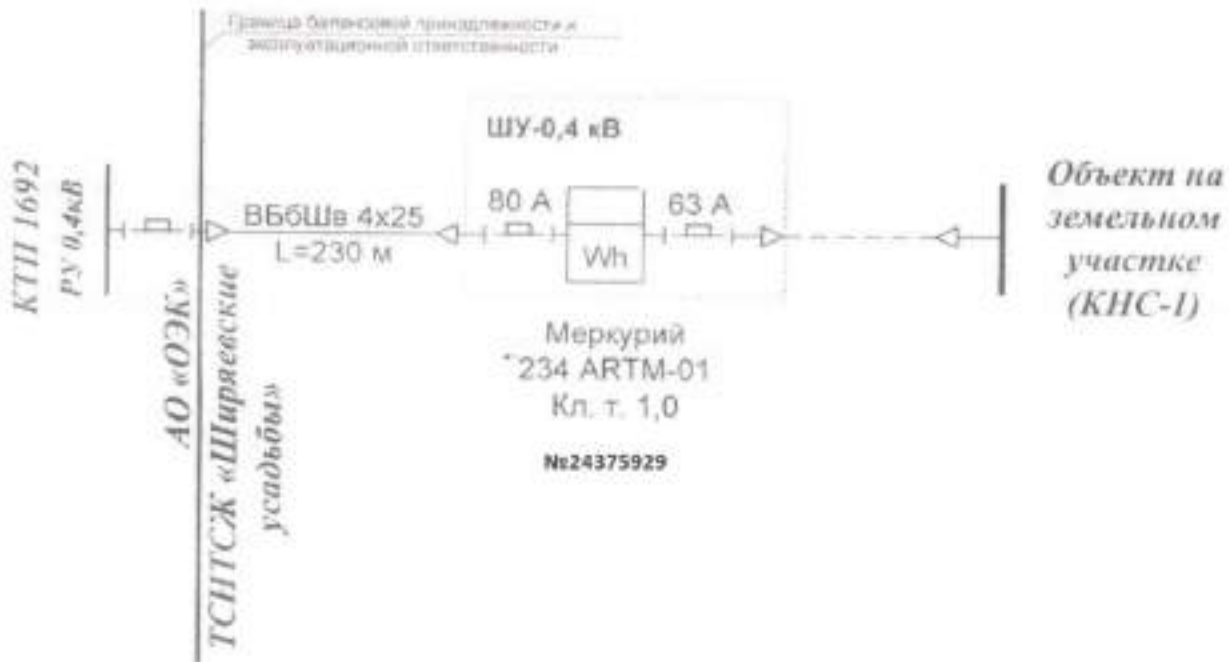 Граница балансовой принадлежности и
эксплуатационной ответственности
ШУ-0,4 кВ
КТП 1692
РУ 0,4кВ
ВБбШв 4х25
L=230 м
80 А
63 А
Wh
Объект на
земельном
участке
(КНС-1)
Меркурий
234 ARTM-01
Кл. т. 1,0
№24375929
АО «ОЭК»
ТСНТСЖ «Ширяевские
усадьбы»